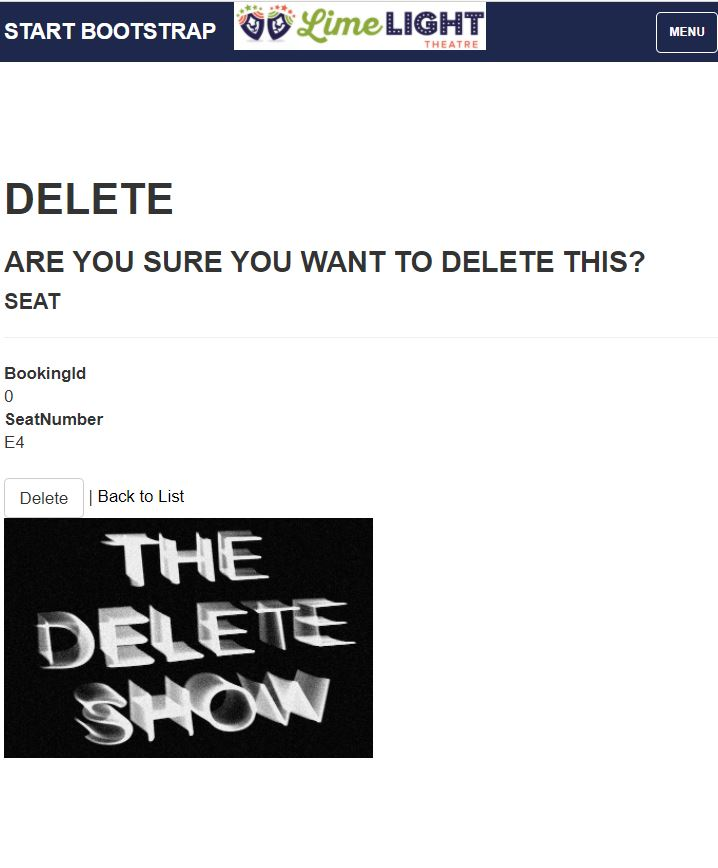 START BOOTSTRAP
Lime LIGHT
THEATRE
MENU
DELETE
ARE YOU SURE YOU WANT TO DELETE THIS?
SEAT
BookingId
0
SeatNumber
E4
Delete | Back to List
THE
DELETE
SHOW